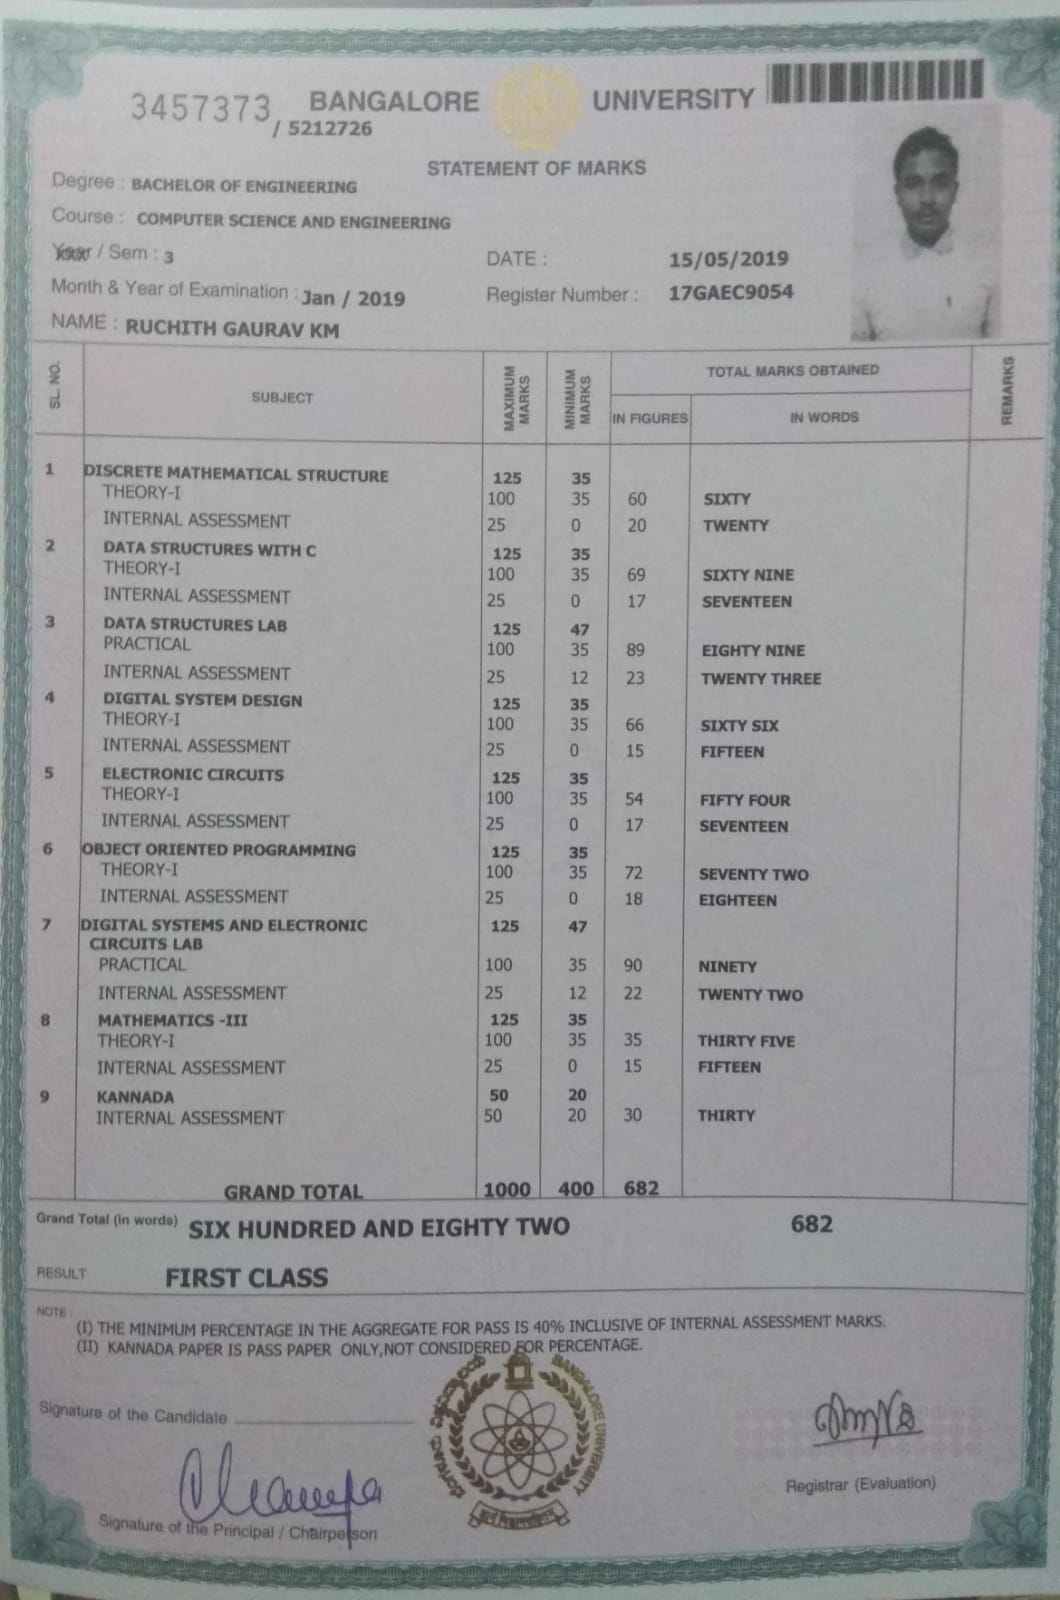 3457373 / 5212726
BANGALORE UNIVERSITY
STATEMENT OF MARKS
Degree : BACHELOR OF ENGINEERING
Course : COMPUTER SCIENCE AND ENGINEERING
Year / Sem : 3
DATE : 15/05/2019
Month & Year of Examination : Jan / 2019
Register Number : 17GAEC9054
NAME : RUCHITH GAURAV KM
SL. NO. SUBJECT MAXIMUM MARKS MINIMUM MARKS TOTAL MARKS OBTAINED REMARKS
IN FIGURES IN WORDS
1 DISCRETE MATHEMATICAL STRUCTURE 125 35
THEORY-I 100 35 60 SIXTY
INTERNAL ASSESSMENT 25 0 20 TWENTY
2 DATA STRUCTURES WITH C 125 35
THEORY-I 100 35 69 SIXTY NINE
INTERNAL ASSESSMENT 25 0 17 SEVENTEEN
3 DATA STRUCTURES LAB 125 47
PRACTICAL 100 35 89 EIGHTY NINE
INTERNAL ASSESSMENT 25 12 23 TWENTY THREE
4 DIGITAL SYSTEM DESIGN 125 35
THEORY-I 100 35 66 SIXTY SIX
INTERNAL ASSESSMENT 25 0 15 FIFTEEN
5 ELECTRONIC CIRCUITS 125 35
THEORY-I 100 35 54 FIFTY FOUR
INTERNAL ASSESSMENT 25 0 17 SEVENTEEN
6 OBJECT ORIENTED PROGRAMMING 125 35
THEORY-I 100 35 72 SEVENTY TWO
INTERNAL ASSESSMENT 25 0 18 EIGHTEEN
7 DIGITAL SYSTEMS AND ELECTRONIC 125 47
CIRCUITS LAB
PRACTICAL 100 35 90 NINETY
INTERNAL ASSESSMENT 25 12 22 TWENTY TWO
8 MATHEMATICS -III 125 35
THEORY-I 100 35 35 THIRTY FIVE
INTERNAL ASSESSMENT 25 0 15 FIFTEEN
9 KANNADA 50 20
INTERNAL ASSESSMENT 50 20 30 THIRTY
GRAND TOTAL 1000 400 682
Grand Total (in words) SIX HUNDRED AND EIGHTY TWO 682
RESULT FIRST CLASS
NOTE :
(I) THE MINIMUM PERCENTAGE IN THE AGGREGATE FOR PASS IS 40% INCLUSIVE OF INTERNAL ASSESSMENT MARKS.
(II) KANNADA PAPER IS PASS PAPER ONLY,NOT CONSIDERED FOR PERCENTAGE.
BANGALORE UNIVERSITY
Signature of the Candidate
Signature of the Principal / Chairperson
Registrar (Evaluation)